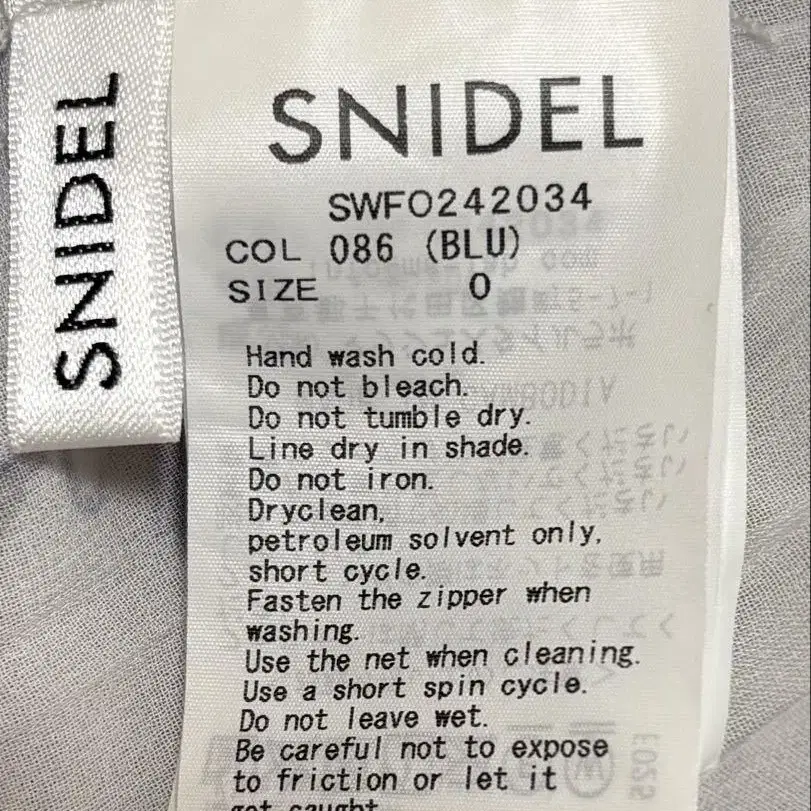 SNIDEL
SNIDEL
SWFO242034
COL 086 (BLU)
SIZE 0
Hand wash cold.
Do not bleach.
Do not tumble dry.
Line dry in shade.
Do not iron.
Dryclean,
petroleum solvent only,
short cycle.
Fasten the zipper when
washing.
Use the net when cleaning.
Use a short spin cycle.
Do not leave wet.
Be careful not to expose
to friction or let it
get caught